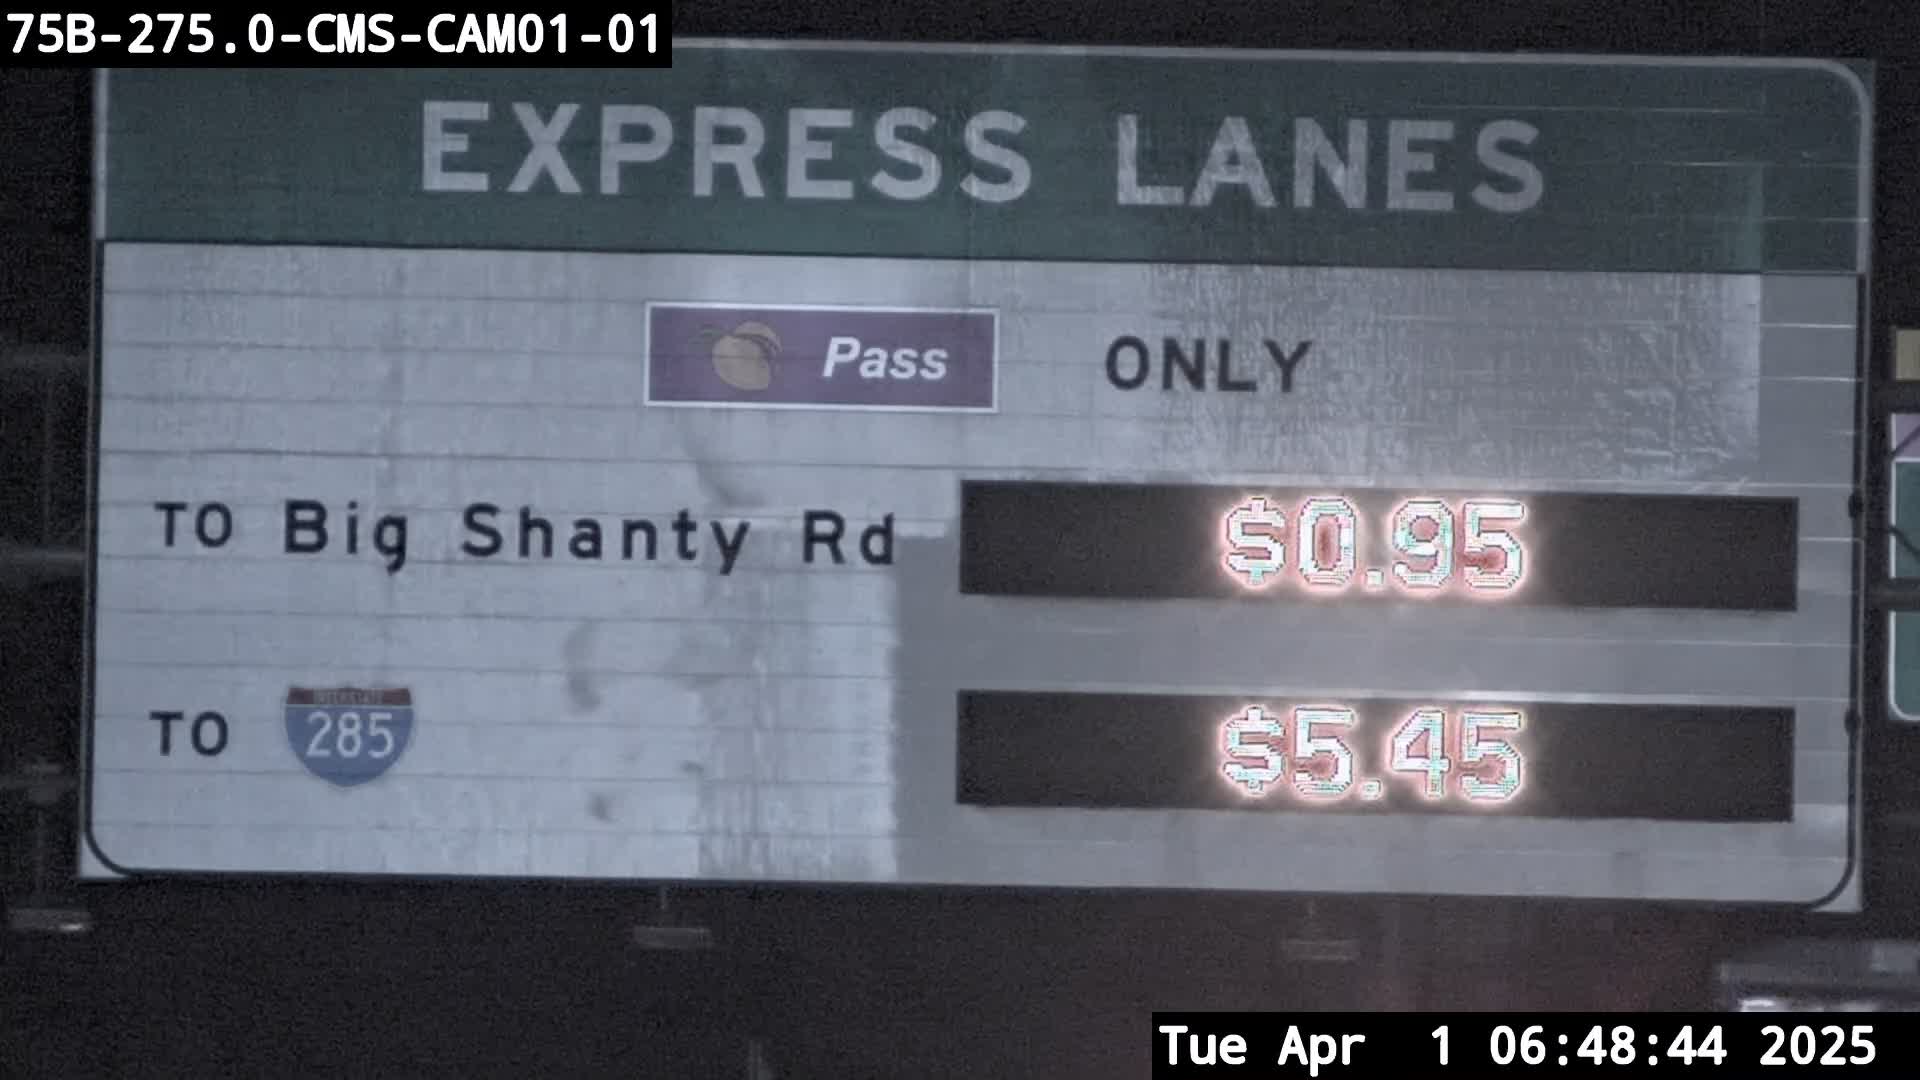 75B-275.0-CMS-CAM01-01
EXPRESS LANES
Pass ONLY
TO Big Shanty Rd $0.95
INTERSTATE
TO 285 $5.45
Tue Apr 1 06:48:44 2025